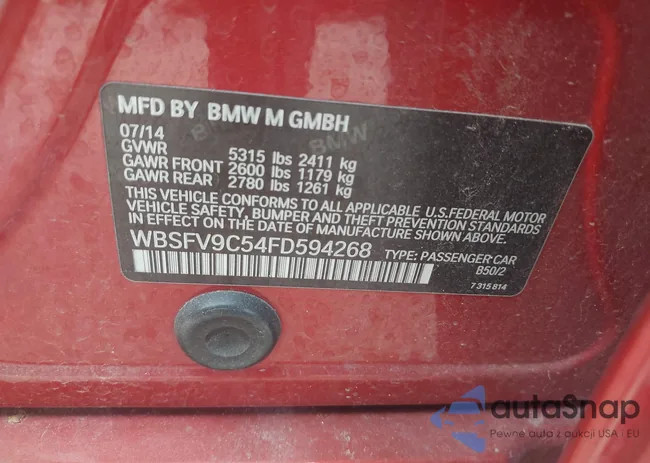 MFD BY BMW M GMBH
07/14
GVWR 5315 lbs 2411 kg
GAWR FRONT 2600 lbs 1179 kg
GAWR REAR 2780 lbs 1261 kg
THIS VEHICLE CONFORMS TO ALL APPLICABLE U.S.FEDERAL MOTOR
VEHICLE SAFETY, BUMPER AND THEFT PREVENTION STANDARDS
IN EFFECT ON THE DATE OF MANUFACTURE SHOWN ABOVE.
WBSFV9C54FD594268 TYPE: PASSENGER CAR
B50/2
7 315 814
autoSnap
Pewne auta z aukcji USA i EU